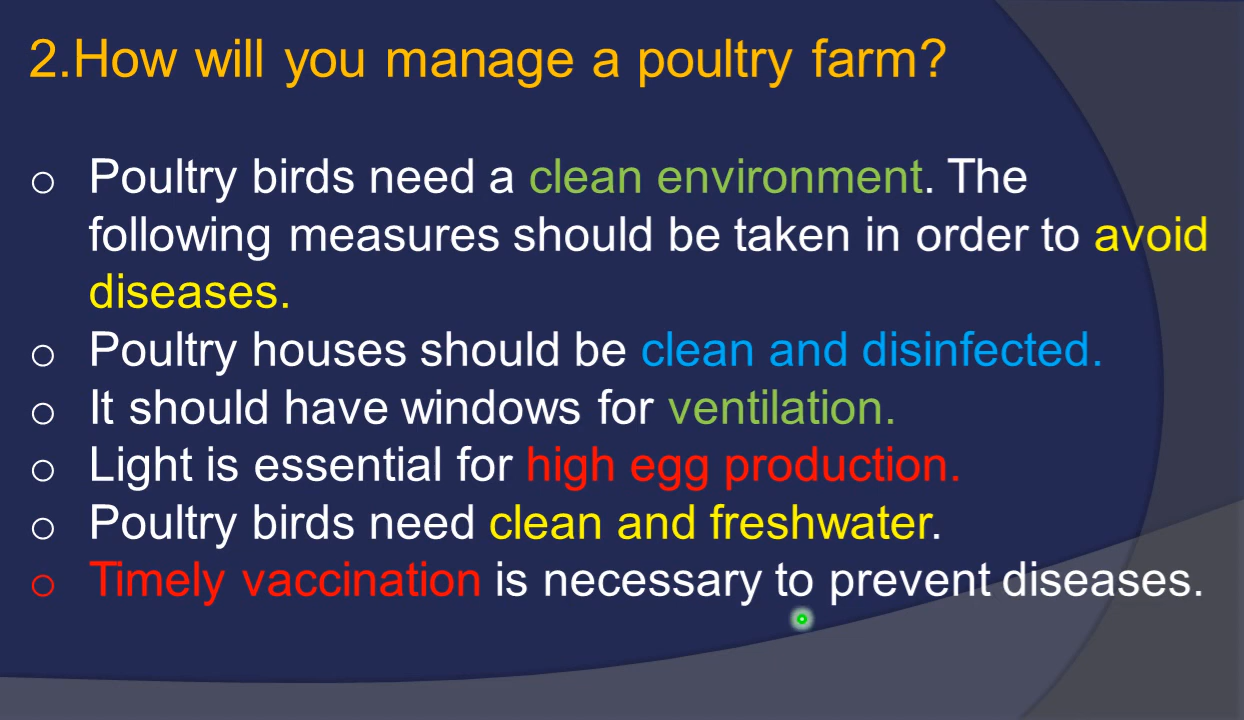 2.How will you manage a poultry farm?
o Poultry birds need a clean environment. The
following measures should be taken in order to avoid
diseases.
o Poultry houses should be clean and disinfected.
o It should have windows for ventilation.
o Light is essential for high egg production.
o Poultry birds need clean and freshwater.
o Timely vaccination is necessary to prevent diseases.